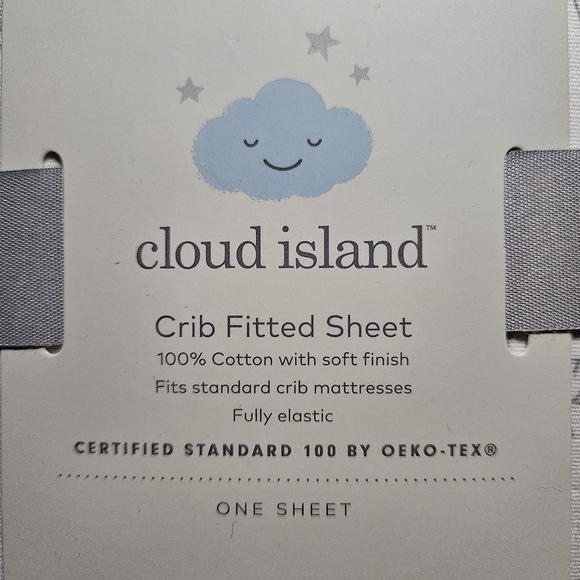 cloud island™
Crib Fitted Sheet
100% Cotton with soft finish
Fits standard crib mattresses
Fully elastic
CERTIFIED STANDARD 100 BY OEKO-TEX®
ONE SHEET